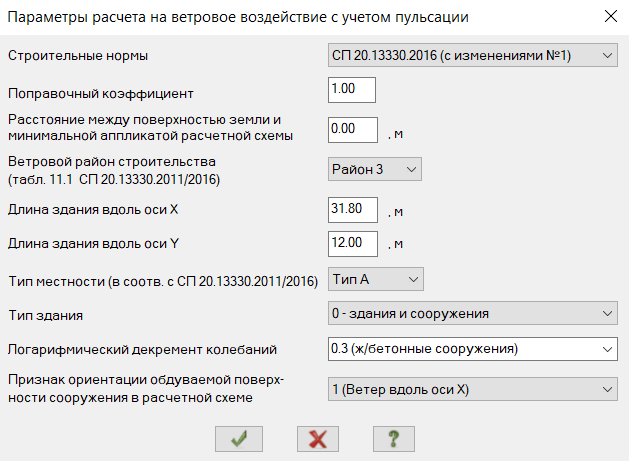 Параметры расчета на ветровое воздействие с учетом пульсации
Строительные нормы
СП 20.13330.2016 (с изменениями №1)
Поправочный коэффициент
1.00
Расстояние между поверхностью земли и
минимальной аппликатой расчетной схемы
0.00 , м
Ветровой район строительства
(табл. 11.1 СП 20.13330.2011/2016)
Район 3
Длина здания вдоль оси X
31.80 , м
Длина здания вдоль оси Y
12.00 , м
Тип местности (в соотв. с СП 20.13330.2011/2016)
Тип А
Тип здания
0 - здания и сооружения
Логарифмический декремент колебаний
0.3 (ж/бетонные сооружения)
Признак ориентации обдуваемой поверх-
ности сооружения в расчетной схеме
1 (Ветер вдоль оси X)
?